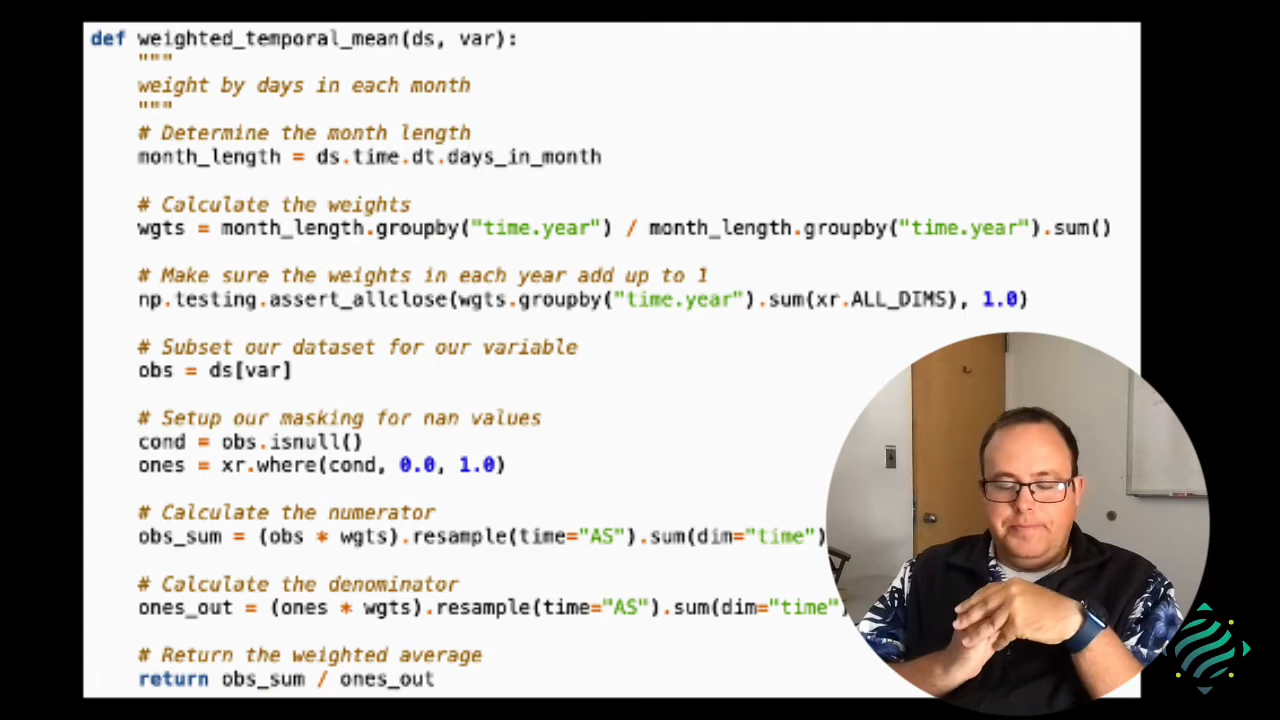 def weighted_temporal_mean(ds, var):
"""
weight by days in each month
"""
# Determine the month length
month_length = ds.time.dt.days_in_month
# Calculate the weights
wgts = month_length.groupby("time.year") / month_length.groupby("time.year").sum()
# Make sure the weights in each year add up to 1
np.testing.assert_allclose(wgts.groupby("time.year").sum(xr.ALL_DIMS), 1.0)
# Subset our dataset for our variable
obs = ds[var]
# Setup our masking for nan values
cond = obs.isnull()
ones = xr.where(cond, 0.0, 1.0)
# Calculate the numerator
obs_sum = (obs * wgts).resample(time="AS").sum(dim="time")
# Calculate the denominator
ones_out = (ones * wgts).resample(time="AS").sum(dim="time")
# Return the weighted average
return obs_sum / ones_out